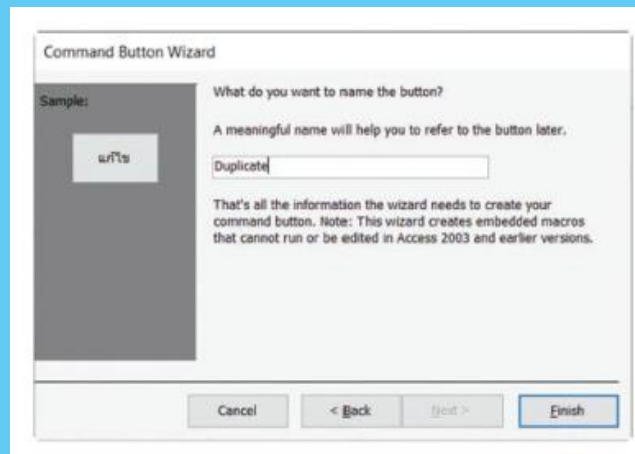 Command Button Wizard
Sample:
แก้ไข
What do you want to name the button?
A meaningful name will help you to refer to the button later.
Duplicate
That's all the information the wizard needs to create your
command button. Note: This wizard creates embedded macros
that cannot run or be edited in Access 2003 and earlier versions.
Cancel
< Back
Next >
Finish